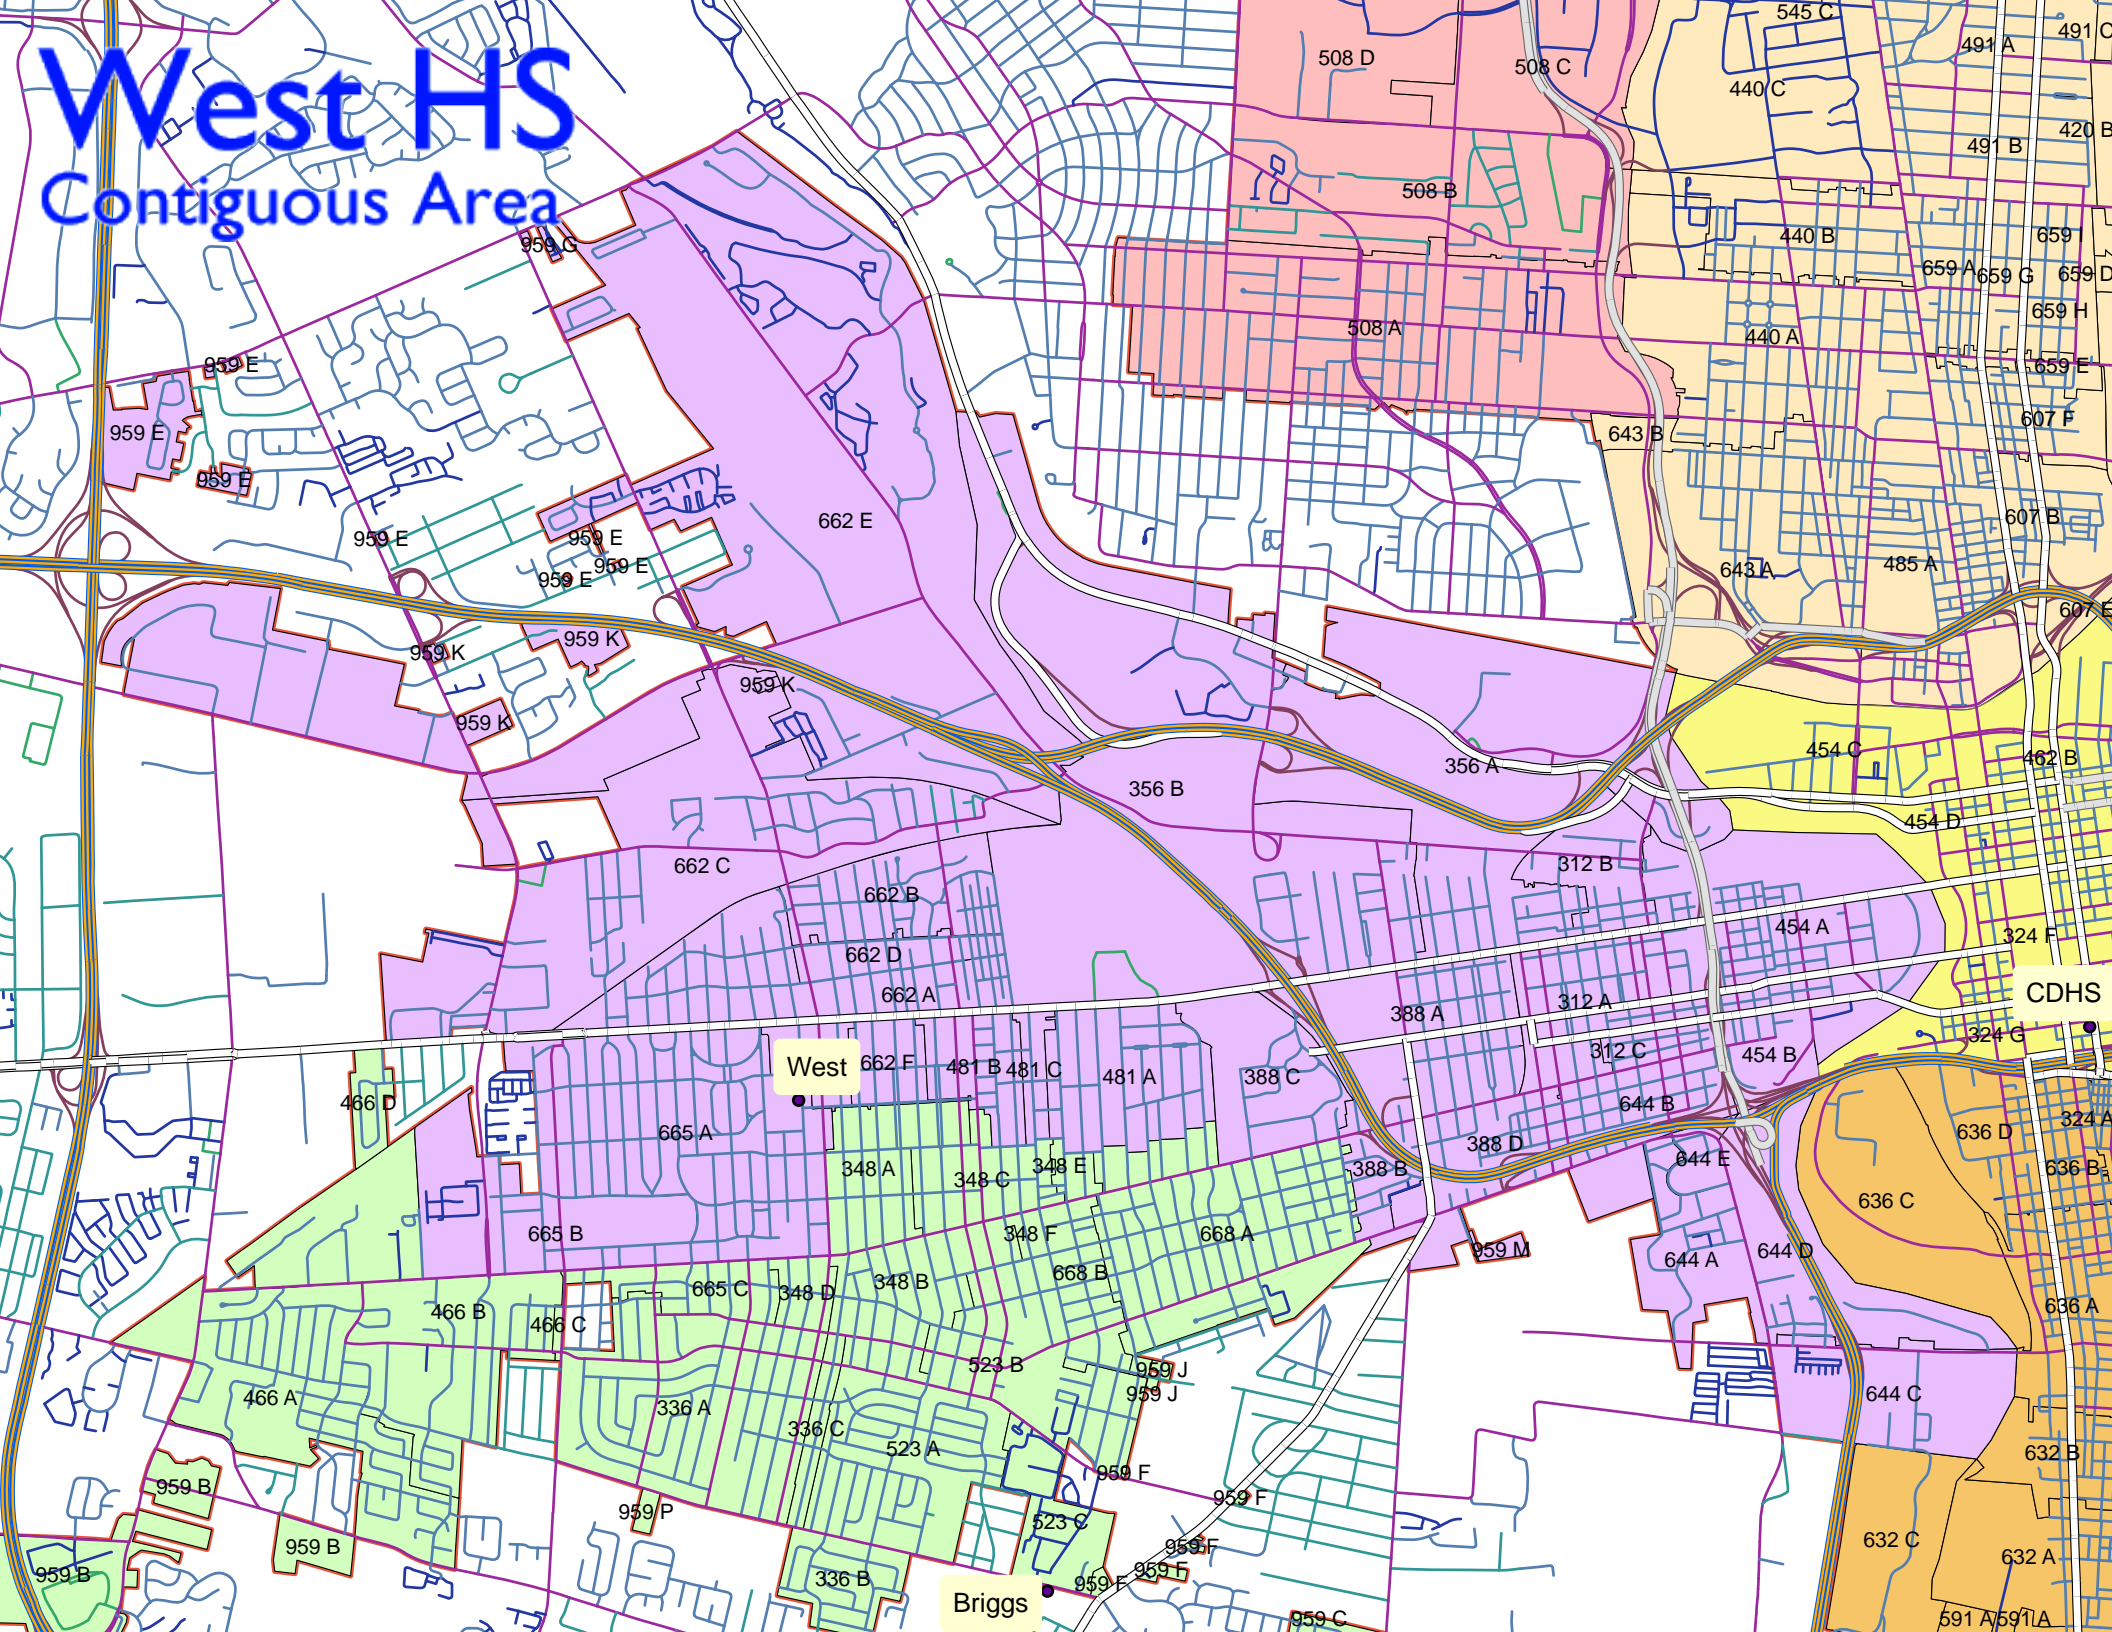 West HS
Contiguous Area
545 C
491 A
491 C
508 D
508 C
440 C
420 B
491 B
508 B
440 B
659 I
959 G
659 A
659 G
659 D
659 H
508 A
440 A
959 E
659 E
959 E
643 B
607 F
959 E
662 E
607 B
959 E
959 E
959 E
959 E
643 A
485 A
607 E
959 K
959 K
959 K
959 K
454 C
462 B
356 A
356 B
454 D
662 C
312 B
662 B
454 A
324 F
662 D
662 A
CDHS
388 A
312 A
324 G
West
662 F
481 B
481 C
481 A
388 C
312 C
454 B
466 D
644 B
324 A
665 A
388 D
636 D
348 A
348 C
348 E
388 B
644 E
636 B
636 C
665 B
348 F
668 A
959 M
644 A
644 D
668 B
348 B
665 C
348 D
466 B
466 C
636 A
523 B
959 J
959 J
466 A
336 A
644 C
336 C
523 A
632 B
959 F
959 B
959 F
959 P
523 C
632 C
959 B
959 F
632 A
959 F
959 B
336 B
959 F
Briggs
959 C
591 A
591 A